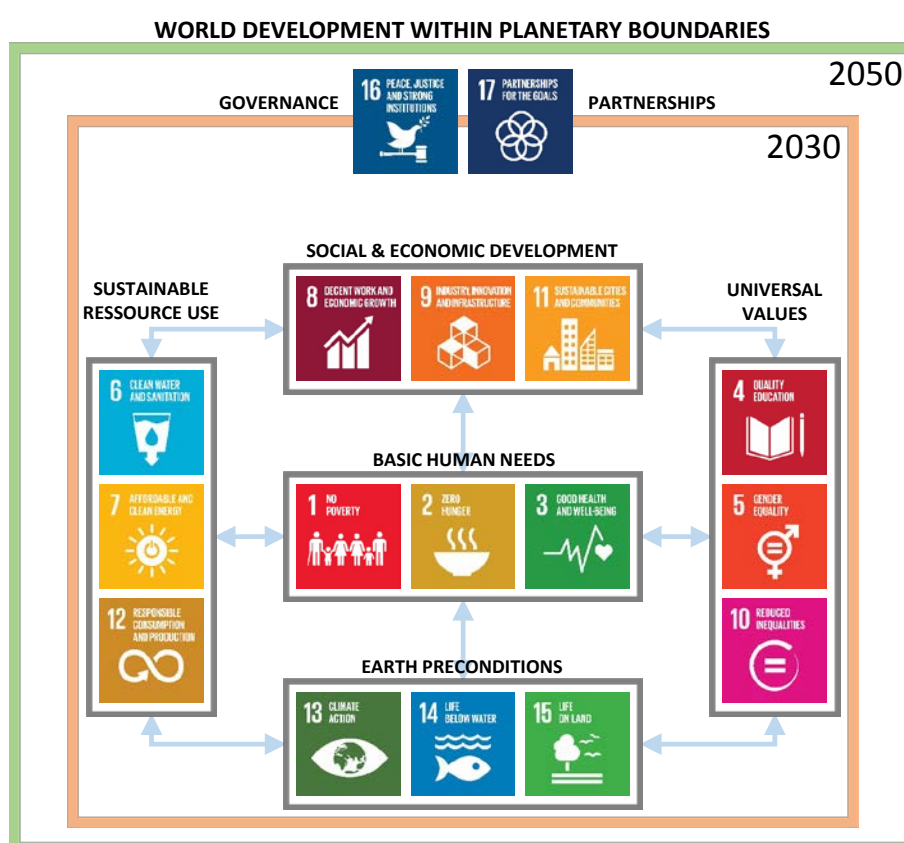 WORLD DEVELOPMENT WITHIN PLANETARY BOUNDARIES
2050
GOVERNANCE
16 PEACE, JUSTICE
AND STRONG
INSTITUTIONS
17 PARTNERSHIPS
FOR THE GOALS
PARTNERSHIPS
2030
SOCIAL & ECONOMIC DEVELOPMENT
8 DECENT WORK AND
ECONOMIC GROWTH
9 INDUSTRY, INNOVATION
AND INFRASTRUCTURE
11 SUSTAINABLE CITIES
AND COMMUNITIES
SUSTAINABLE
RESSOURCE USE
6 CLEAN WATER
AND SANITATION
7 AFFORDABLE AND
CLEAN ENERGY
12 RESPONSIBLE
CONSUMPTION
AND PRODUCTION
UNIVERSAL
VALUES
4 QUALITY
EDUCATION
5 GENDER
EQUALITY
10 REDUCED
INEQUALITIES
BASIC HUMAN NEEDS
1 NO
POVERTY
2 ZERO
HUNGER
3 GOOD HEALTH
AND WELL-BEING
EARTH PRECONDITIONS
13 CLIMATE
ACTION
14 LIFE
BELOW WATER
15 LIFE
ON LAND